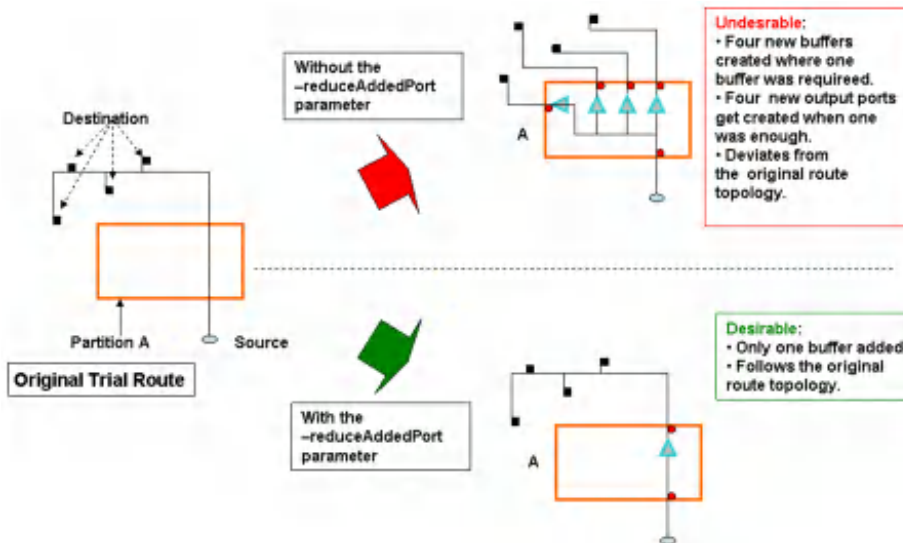 Destination
Partition A
Source
Original Trial Route
Without the
–reduceAddedPort
parameter
A
Undesrable:
• Four new buffers
created where one
buffer was requireed.
• Four new output ports
get created when one
was enough.
• Deviates from
the original route
topology.
With the
–reduceAddedPort
parameter
A
Desirable:
• Only one buffer added
• Follows the original
route topology.